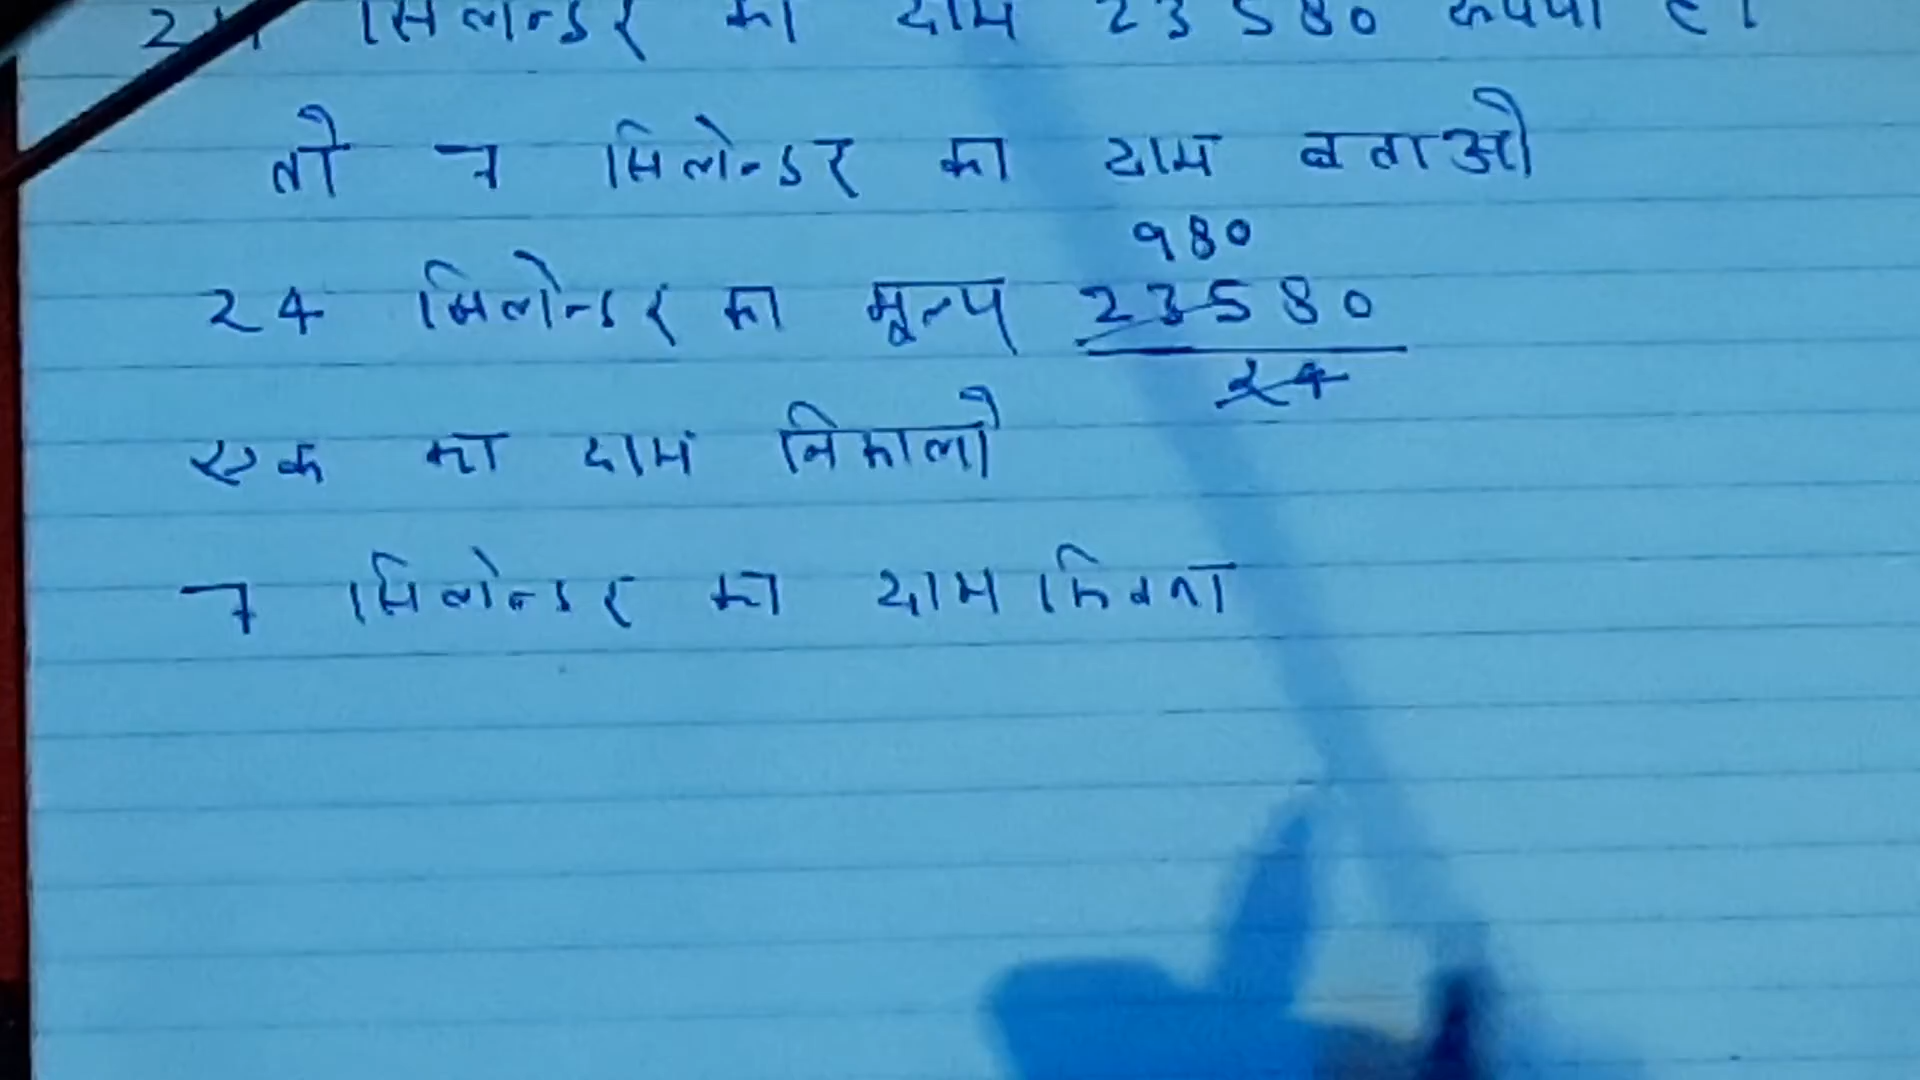 24 सिलेन्डर का दाम 23580 रुपया है।
तो 7 सिलेन्डर का दाम बताओ
980
24 सिलेन्डर का मूल्य 23580
24
एक का दाम निकालो
7 सिलेन्डर का दाम कितना